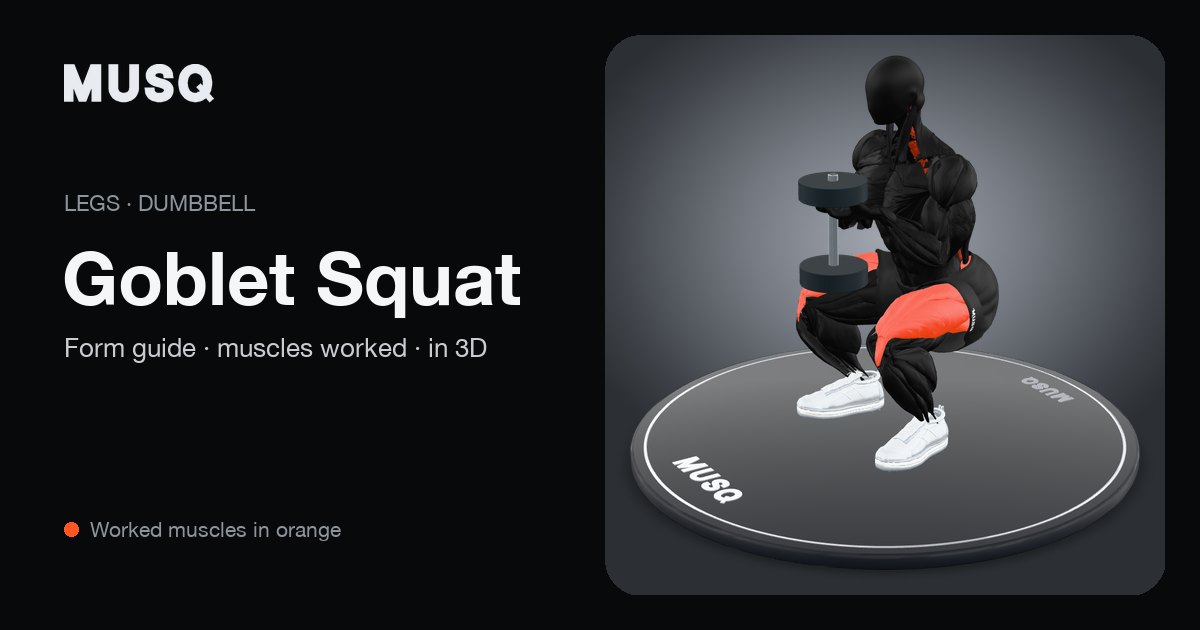 MUSQ
LEGS · DUMBBELL
Goblet Squat
Form guide · muscles worked · in 3D
Worked muscles in orange
MUSQ
MUSQ